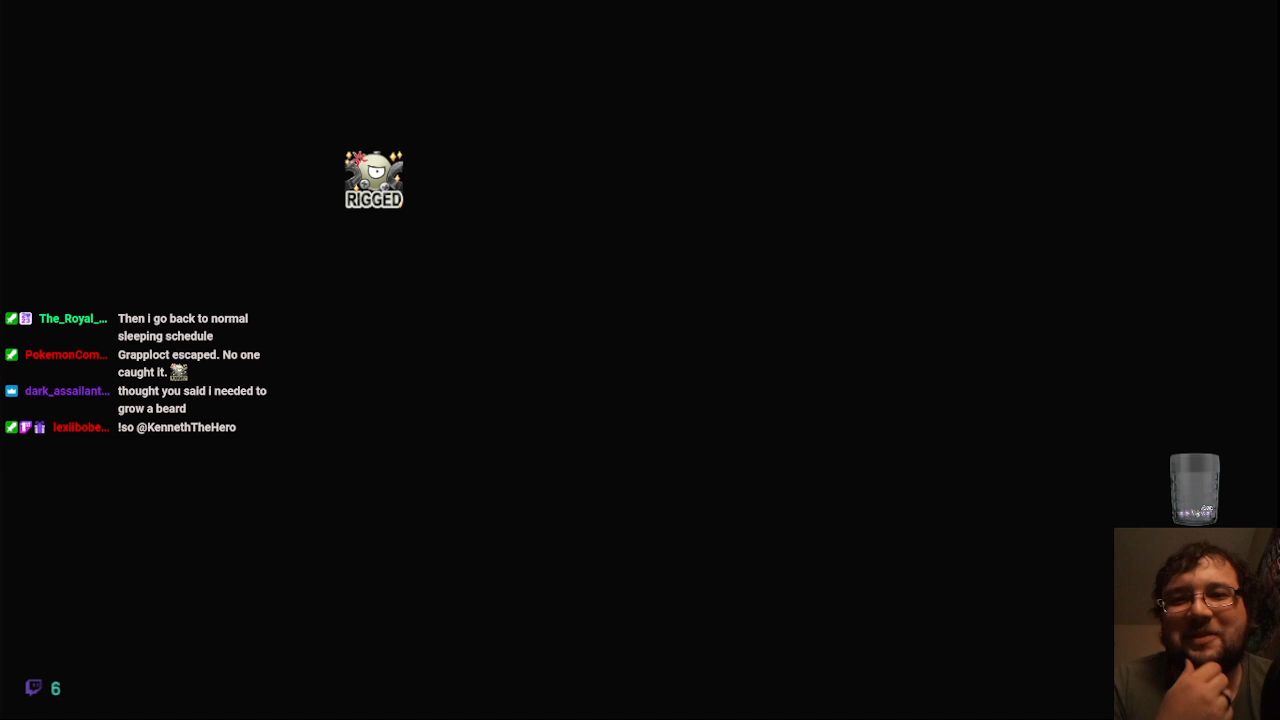 RIGGED
The_Royal_... Then i go back to normal
sleeping schedule
PokemonCom... Grapploct escaped. No one
caught it.
dark_assailant... thought you said i needed to
grow a beard
lexiibobe... !so @KennethTheHero
6